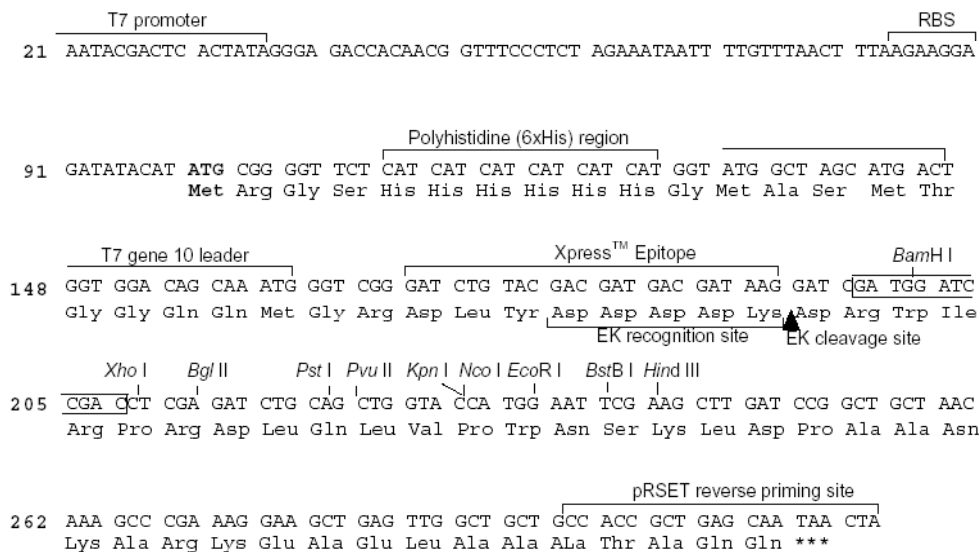 T7 promoter RBS
21 AATACGACTC ACTATAGGGA GACCACAACG GTTTCCCTCT AGAAATAATT TTGTTTAACT TTAAGAAGGA
Polyhistidine (6xHis) region
91 GATATACAT ATG CGG GGT TCT CAT CAT CAT CAT CAT CAT GGT ATG GCT AGC ATG ACT
Met Arg Gly Ser His His His His His His Gly Met Ala Ser Met Thr
T7 gene 10 leader Xpress™ Epitope BamH I
148 GGT GGA CAG CAA ATG GGT CGG GAT CTG TAC GAC GAT GAC GAT AAG GAT CGA TGG ATC
Gly Gly Gln Gln Met Gly Arg Asp Leu Tyr Asp Asp Asp Asp Lys Asp Arg Trp Ile
EK recognition site EK cleavage site
Xho I Bgl II Pst I Pvu II Kpn I Nco I EcoR I BstB I Hind III
205 CGA CCT CGA GAT CTG CAG CTG GTA CCA TGG AAT TCG AAG CTT GAT CCG GCT GCT AAC
Arg Pro Arg Asp Leu Gln Leu Val Pro Trp Asn Ser Lys Leu Asp Pro Ala Ala Asn
pRSET reverse priming site
262 AAA GCC CGA AAG GAA GCT GAG TTG GCT GCT GCC ACC GCT GAG CAA TAA CTA
Lys Ala Arg Lys Glu Ala Glu Leu Ala Ala ALa Thr Ala Gln Gln ***